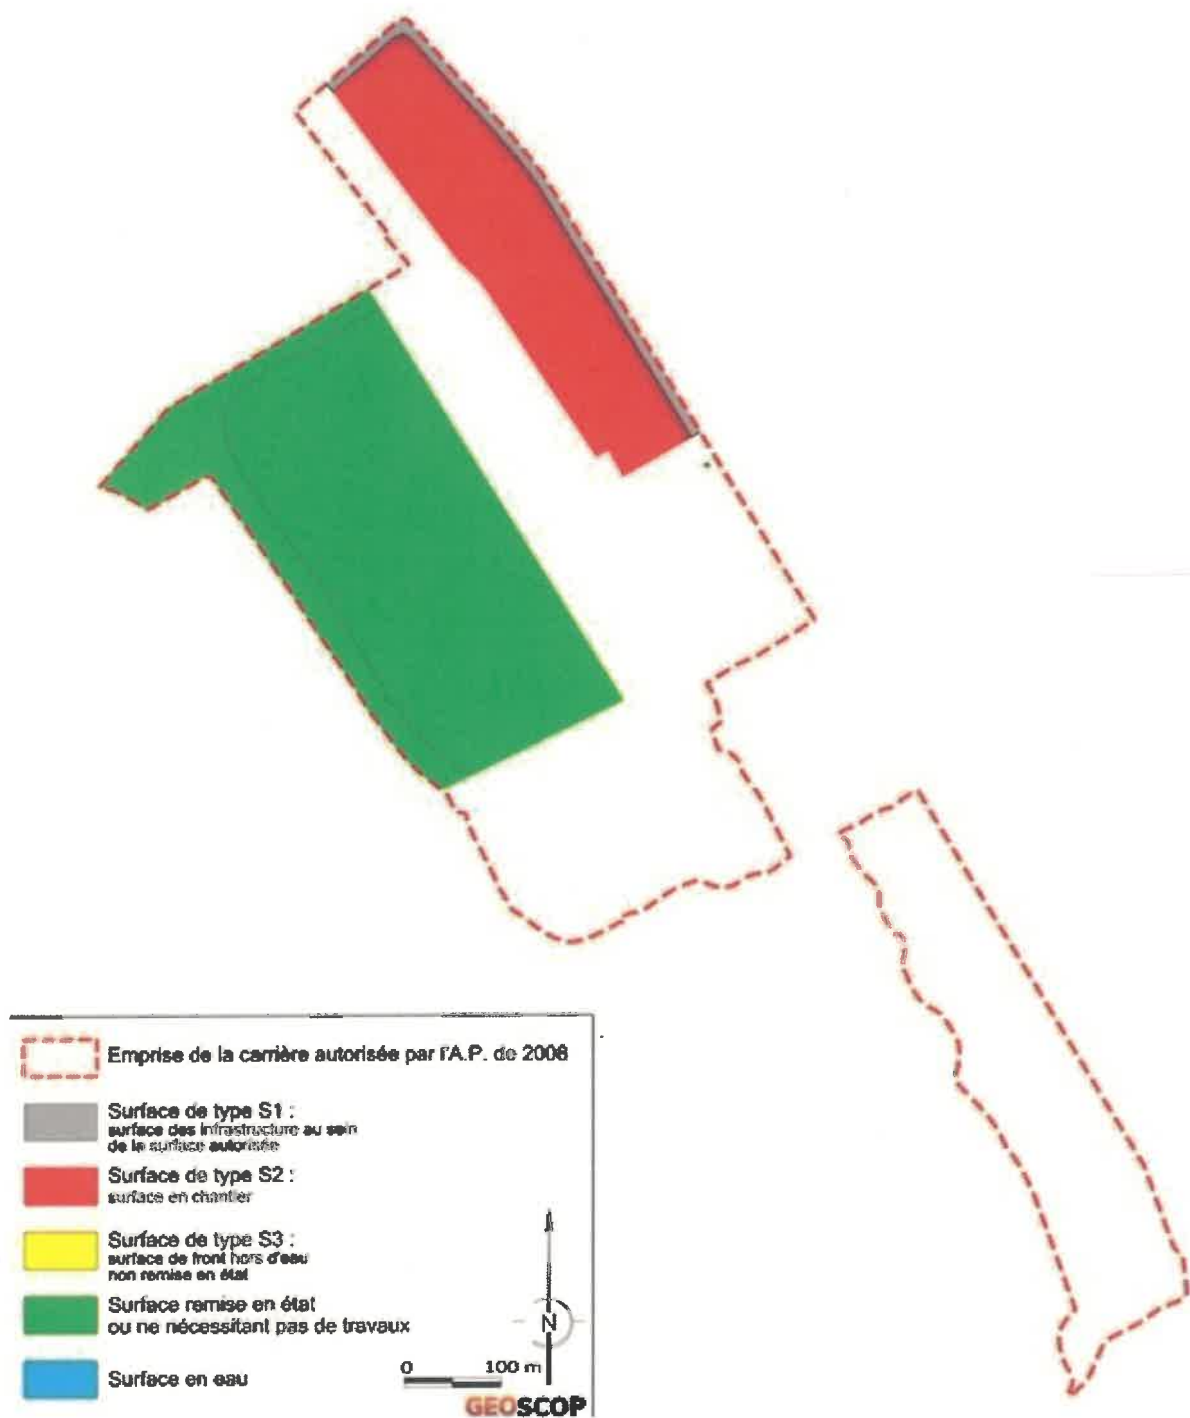 Emprise de la carrière autorisée par l'A.P. de 2008
Surface de type S1 :
surface des infrastructure au sein
de la surface autorisée
Surface de type S2 :
surface en chantier
Surface de type S3 :
surface de front hors d'eau
non remise en état
Surface remise en état
ou ne nécessitant pas de travaux
Surface en eau
N
0 100 m
GEOSCOP